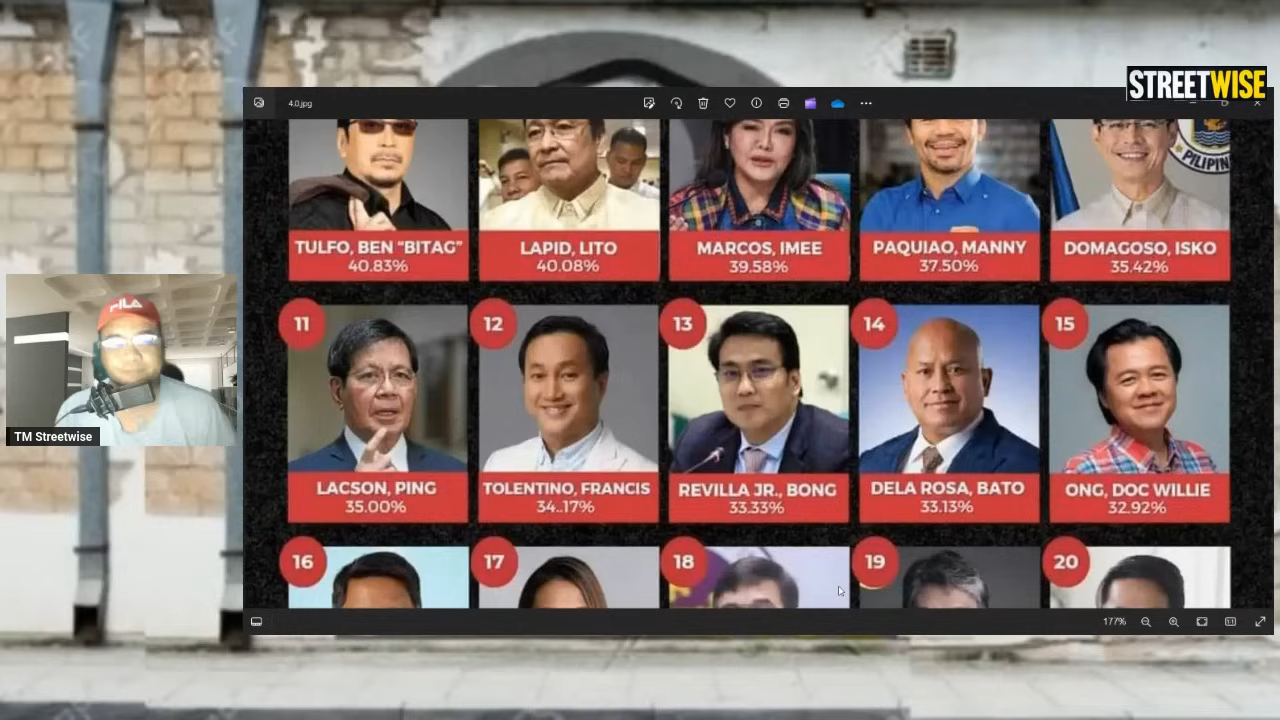 STREETWISE
4.0.jpg
TULFO, BEN “BITAG”
40.83%
LAPID, LITO
40.08%
MARCOS, IMEE
39.58%
PAQUIAO, MANNY
37.50%
DOMAGOSO, ISKO
35.42%
PILIPIN
FILA
TM Streetwise
11
LACSON, PING
35.00%
12
TOLENTINO, FRANCIS
34..17%
13
REVILLA JR., BONG
33.33%
14
DELA ROSA, BATO
33.13%
15
ONG, DOC WILLIE
32.92%
16
17
18
19
20
177%